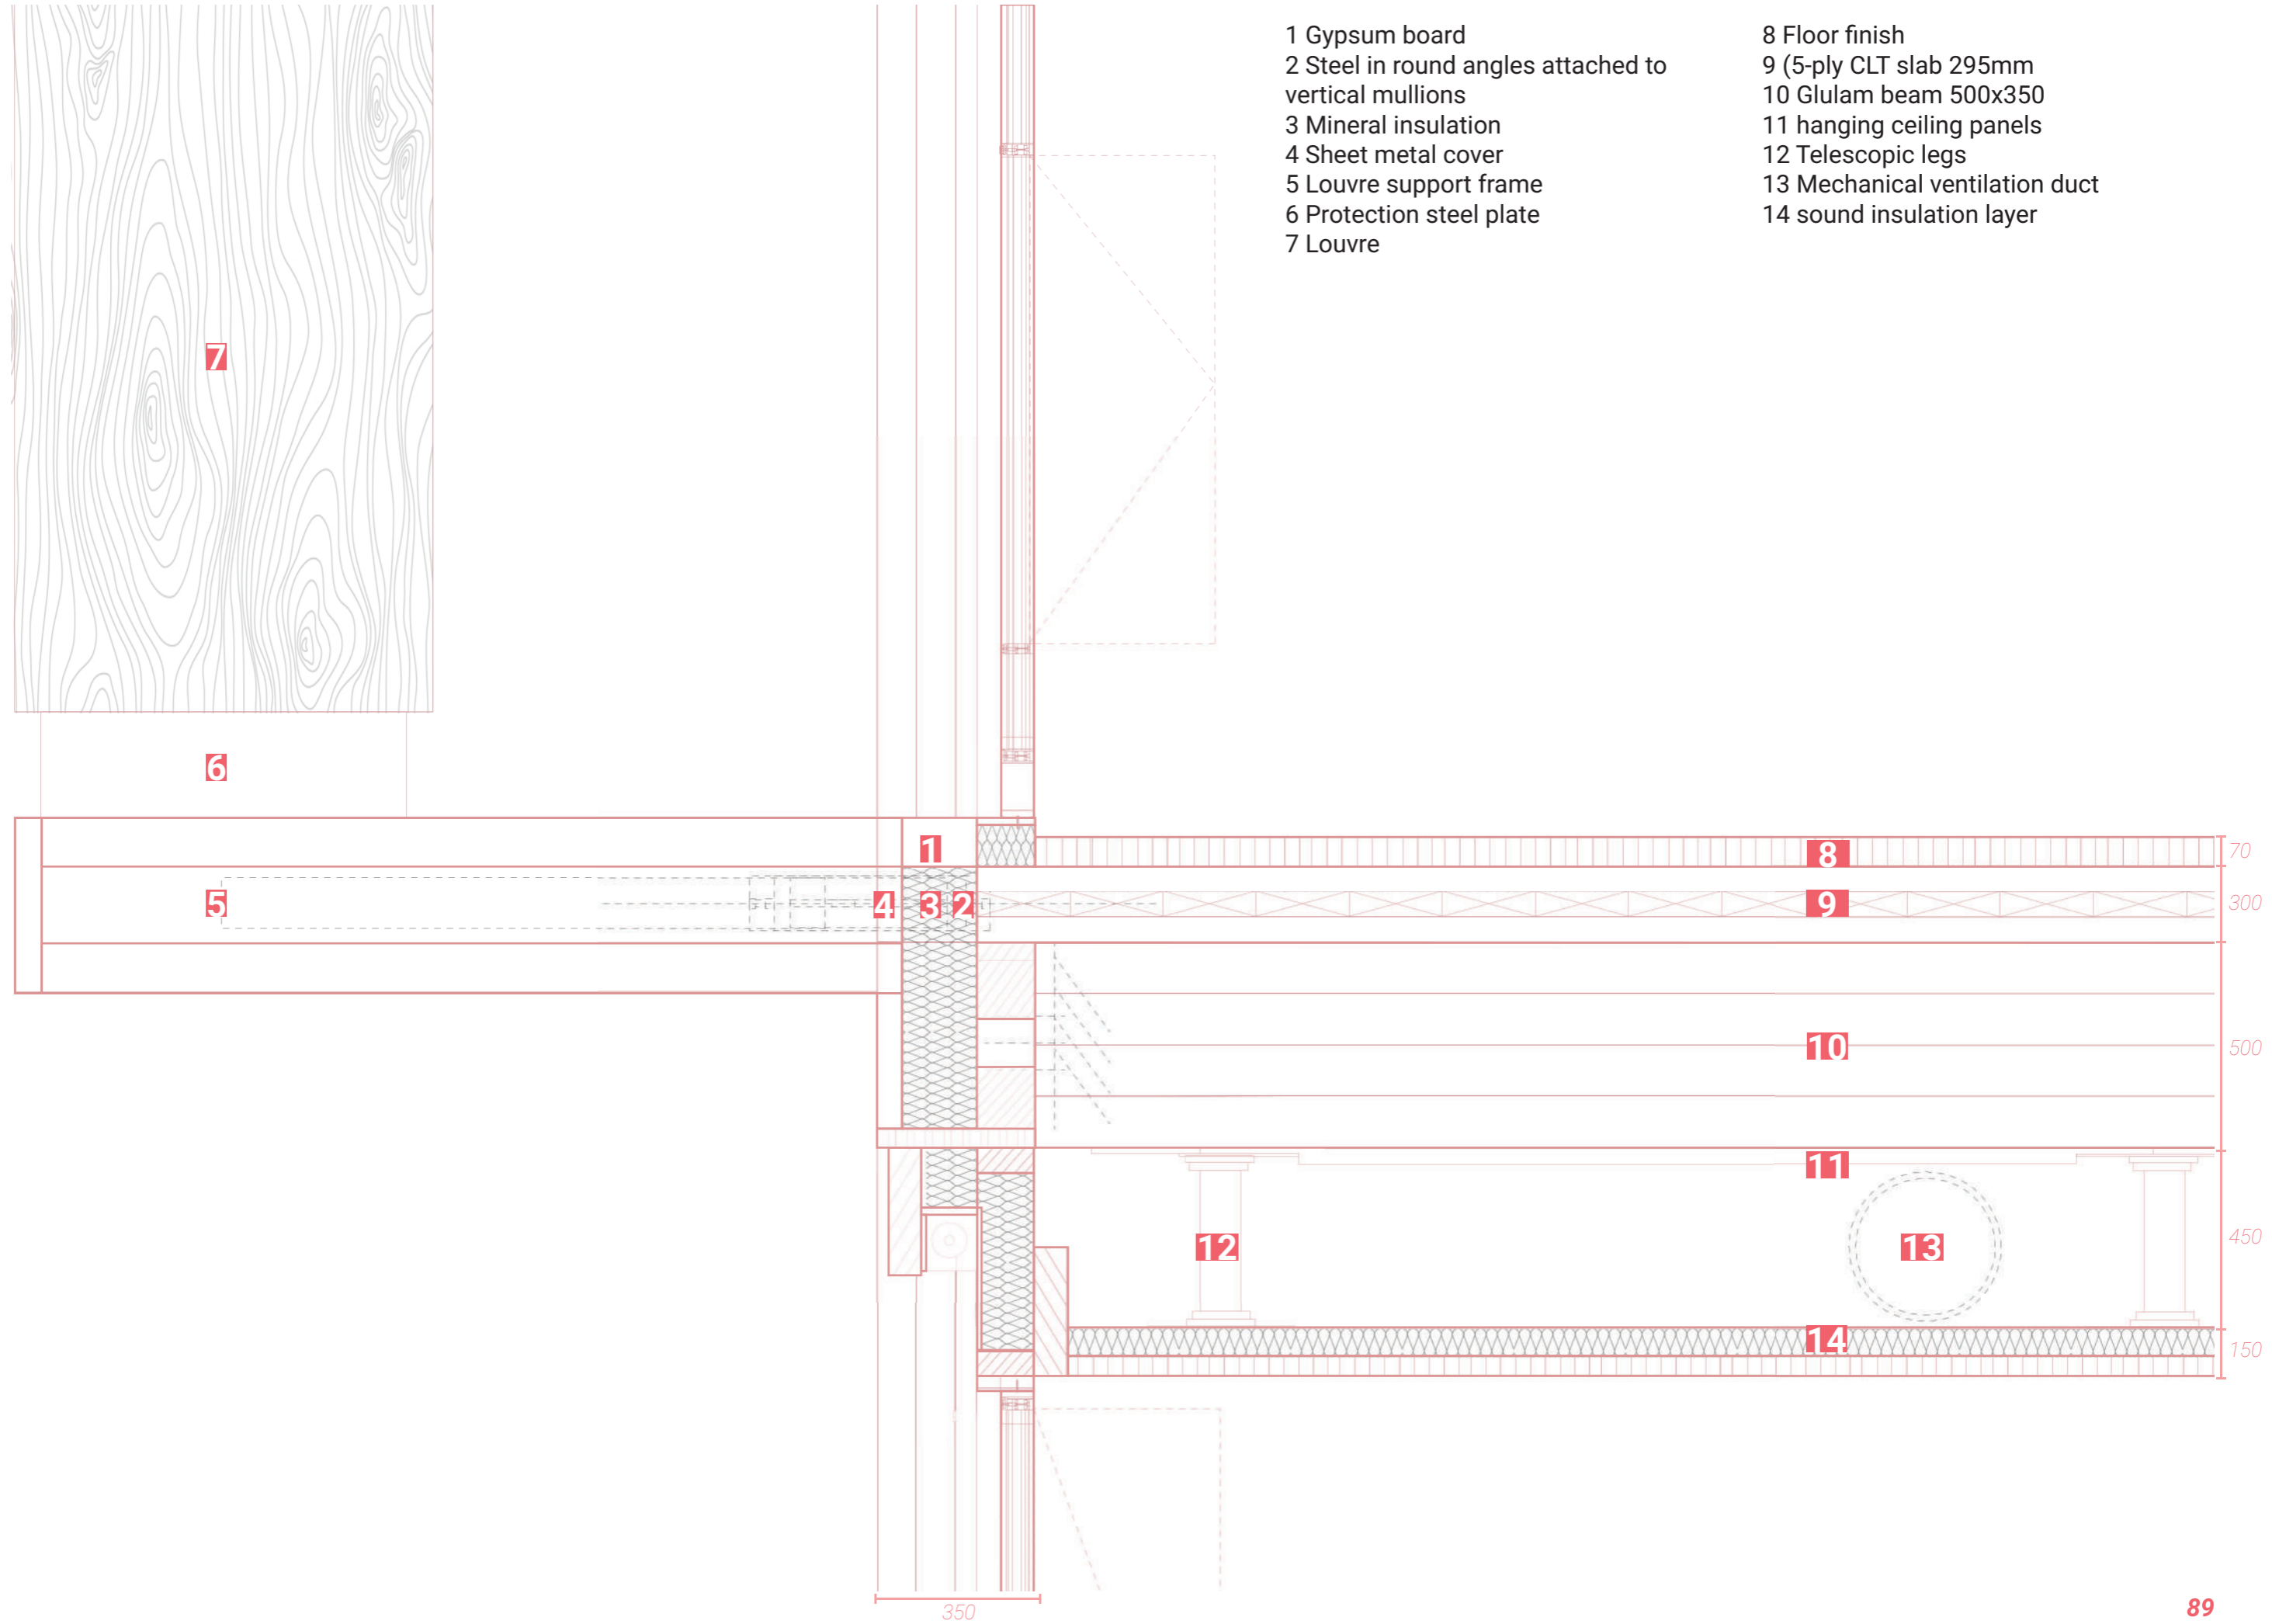 1 Gypsum board
2 Steel in round angles attached to
vertical mullions
3 Mineral insulation
4 Sheet metal cover
5 Louvre support frame
6 Protection steel plate
7 Louvre
8 Floor finish
9 (5-ply CLT slab 295mm
10 Glulam beam 500x350
11 hanging ceiling panels
12 Telescopic legs
13 Mechanical ventilation duct
14 sound insulation layer
7
6
1
8
70
5
4
3
2
9
300
10
500
11
12
13
450
14
150
350
89